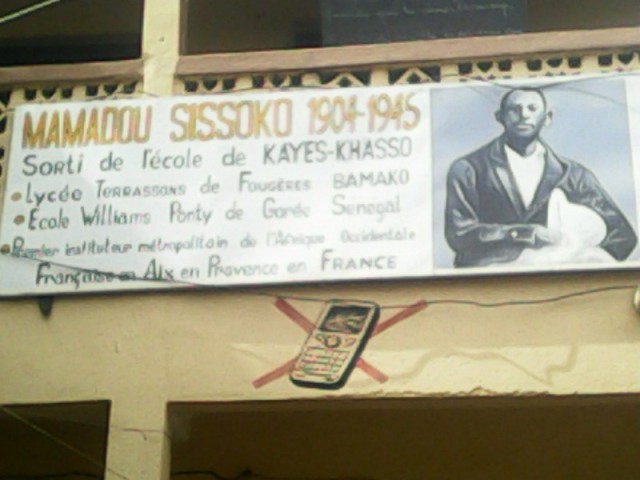 MAMADOU SISSOKO 1904-1945
Sorti de l'école de KAYES-KHASSO
Lycée TERRASSONS de FOUGÈRES BAMAKO
Ecole Williams Ponty de Gorée Sénégal
Premier instituteur métropolitain de l'Afrique Occidentale
Française en Aix en Provence en FRANCE